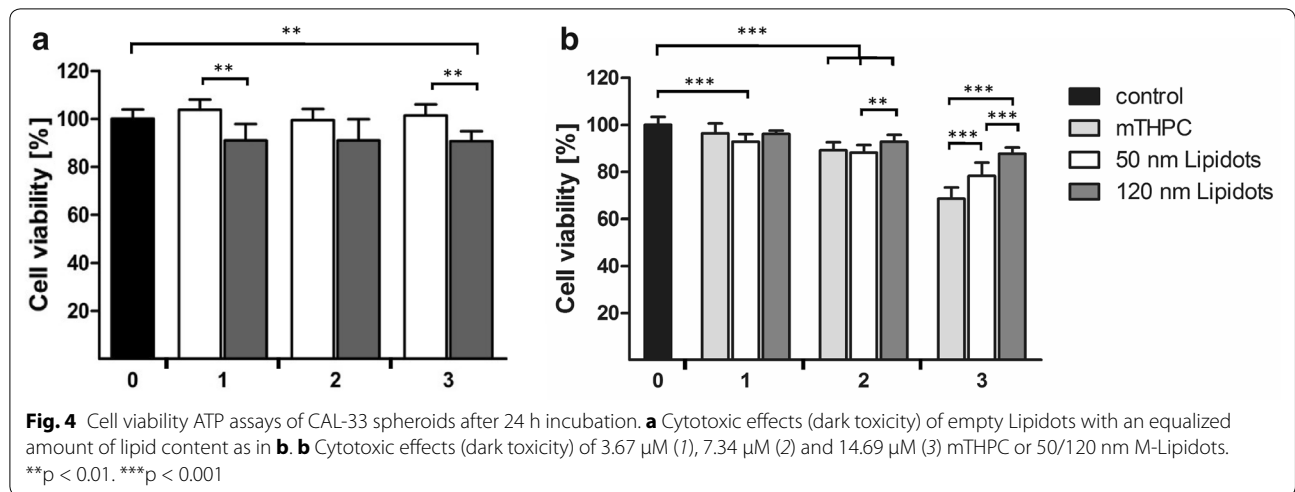 a
**
**
**
Cell viability [%]
120
100
80
60
40
20
0 1 2 3
b
***
***
**
***
***
***
Cell viability [%]
120
100
80
60
40
20
0 1 2 3
control
mTHPC
50 nm Lipidots
120 nm Lipidots
Fig. 4 Cell viability ATP assays of CAL-33 spheroids after 24 h incubation. a Cytotoxic effects (dark toxicity) of empty Lipidots with an equalized
amount of lipid content as in b. b Cytotoxic effects (dark toxicity) of 3.67 μM (1), 7.34 μM (2) and 14.69 μM (3) mTHPC or 50/120 nm M-Lipidots.
**p < 0.01. ***p < 0.001